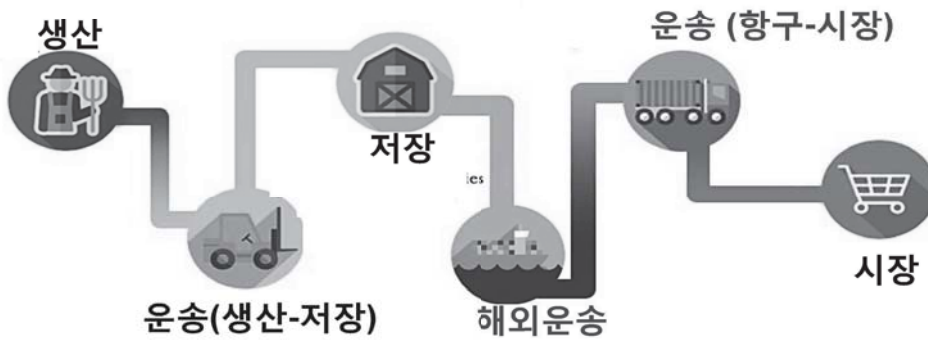 생산
운송(생산-저장)
저장
ies
해외운송
운송 (항구-시장)
시장